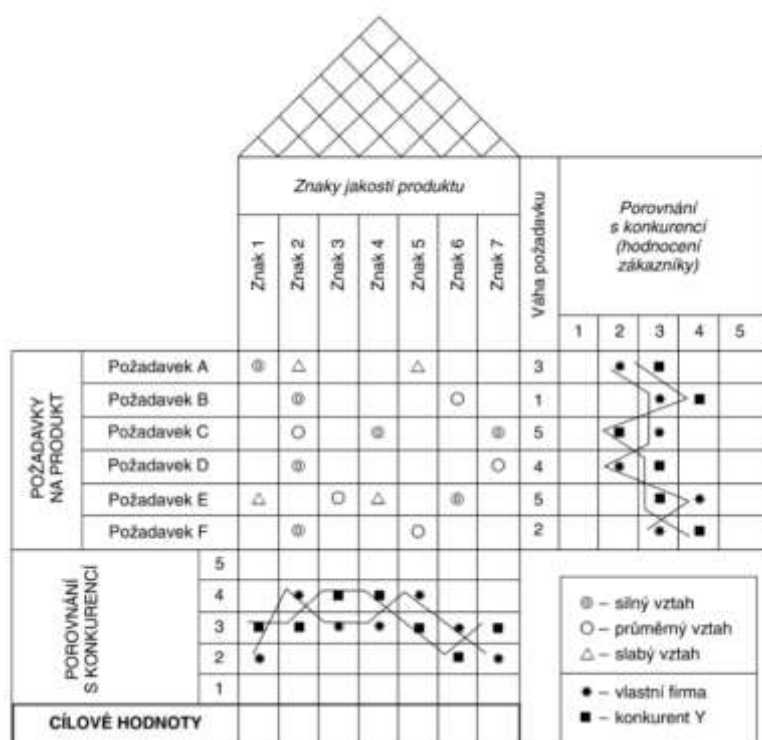 Znaky jakosti produktu
Znak 1
Znak 2
Znak 3
Znak 4
Znak 5
Znak 6
Znak 7
Váha požadavku
Porovnání
s konkurencí
(hodnocení
zákazníky)
1 2 3 4 5
POŽADAVKY
NA PRODUKT
Požadavek A 3
Požadavek B 1
Požadavek C 5
Požadavek D 4
Požadavek E 5
Požadavek F 2
POROVNÁNÍ
S KONKURENCÍ
5
4
3
2
1
– silný vztah
– průměrný vztah
– slabý vztah
– vlastní firma
– konkurent Y
CÍLOVÉ HODNOTY